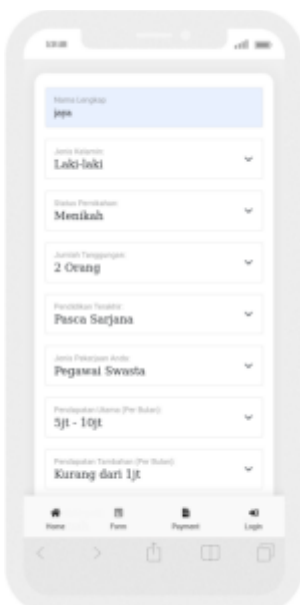 Nama Lengkap
jaya
Jenis Kelamin:
Laki-laki
Status Pernikahan:
Menikah
Jumlah Tanggungan:
2 Orang
Pendidikan Terakhir:
Pasca Sarjana
Jenis Pekerjaan Anda:
Pegawai Swasta
Pendapatan Utama (Per Bulan):
5jt - 10jt
Pendapatan Tambahan (Per Bulan):
Kurang dari 1jt
Home Form Payment Login